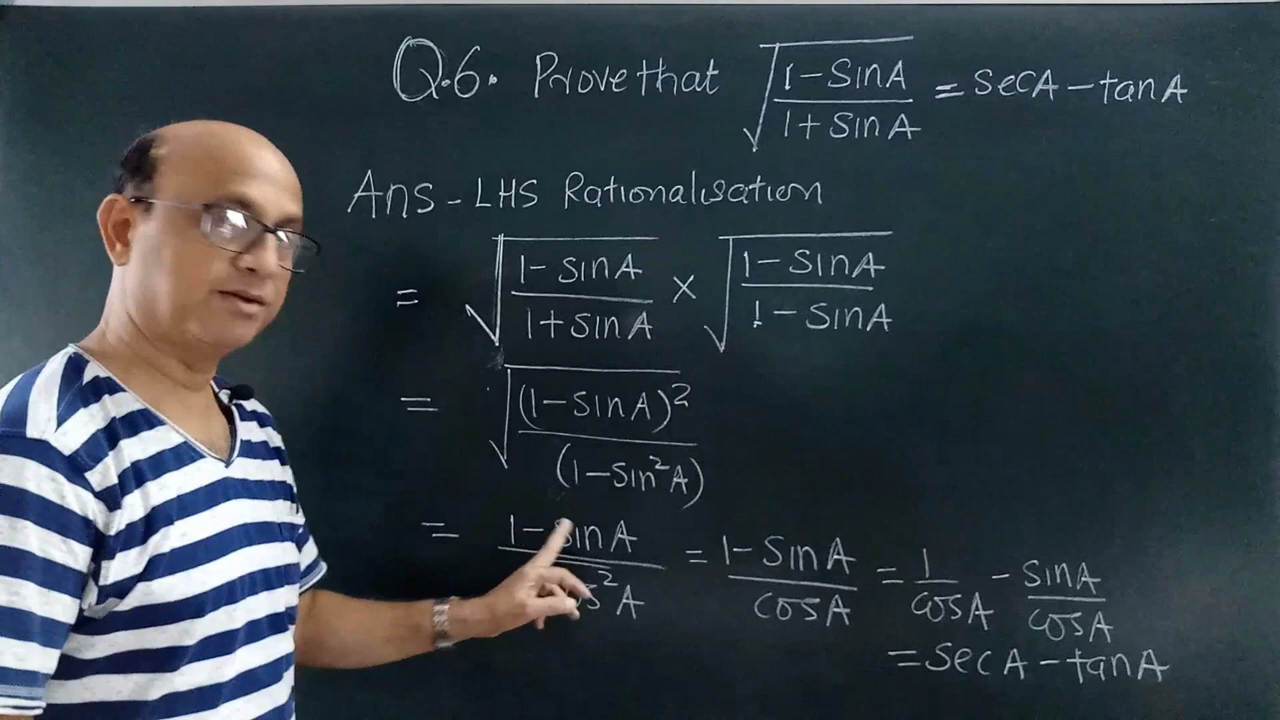 Q.6. Prove that √((1-SinA)/(1+SinA)) = SecA - tanA
Ans - LHS Rationalisation
= √((1-SinA)/(1+SinA)) × √((1-SinA)/(1-SinA))
= √((1-SinA)²/(1-Sin²A))
= (1-SinA)/(√cos²A) = (1-SinA)/(cosA) = 1/cosA - SinA/cosA
= SecA - tanA